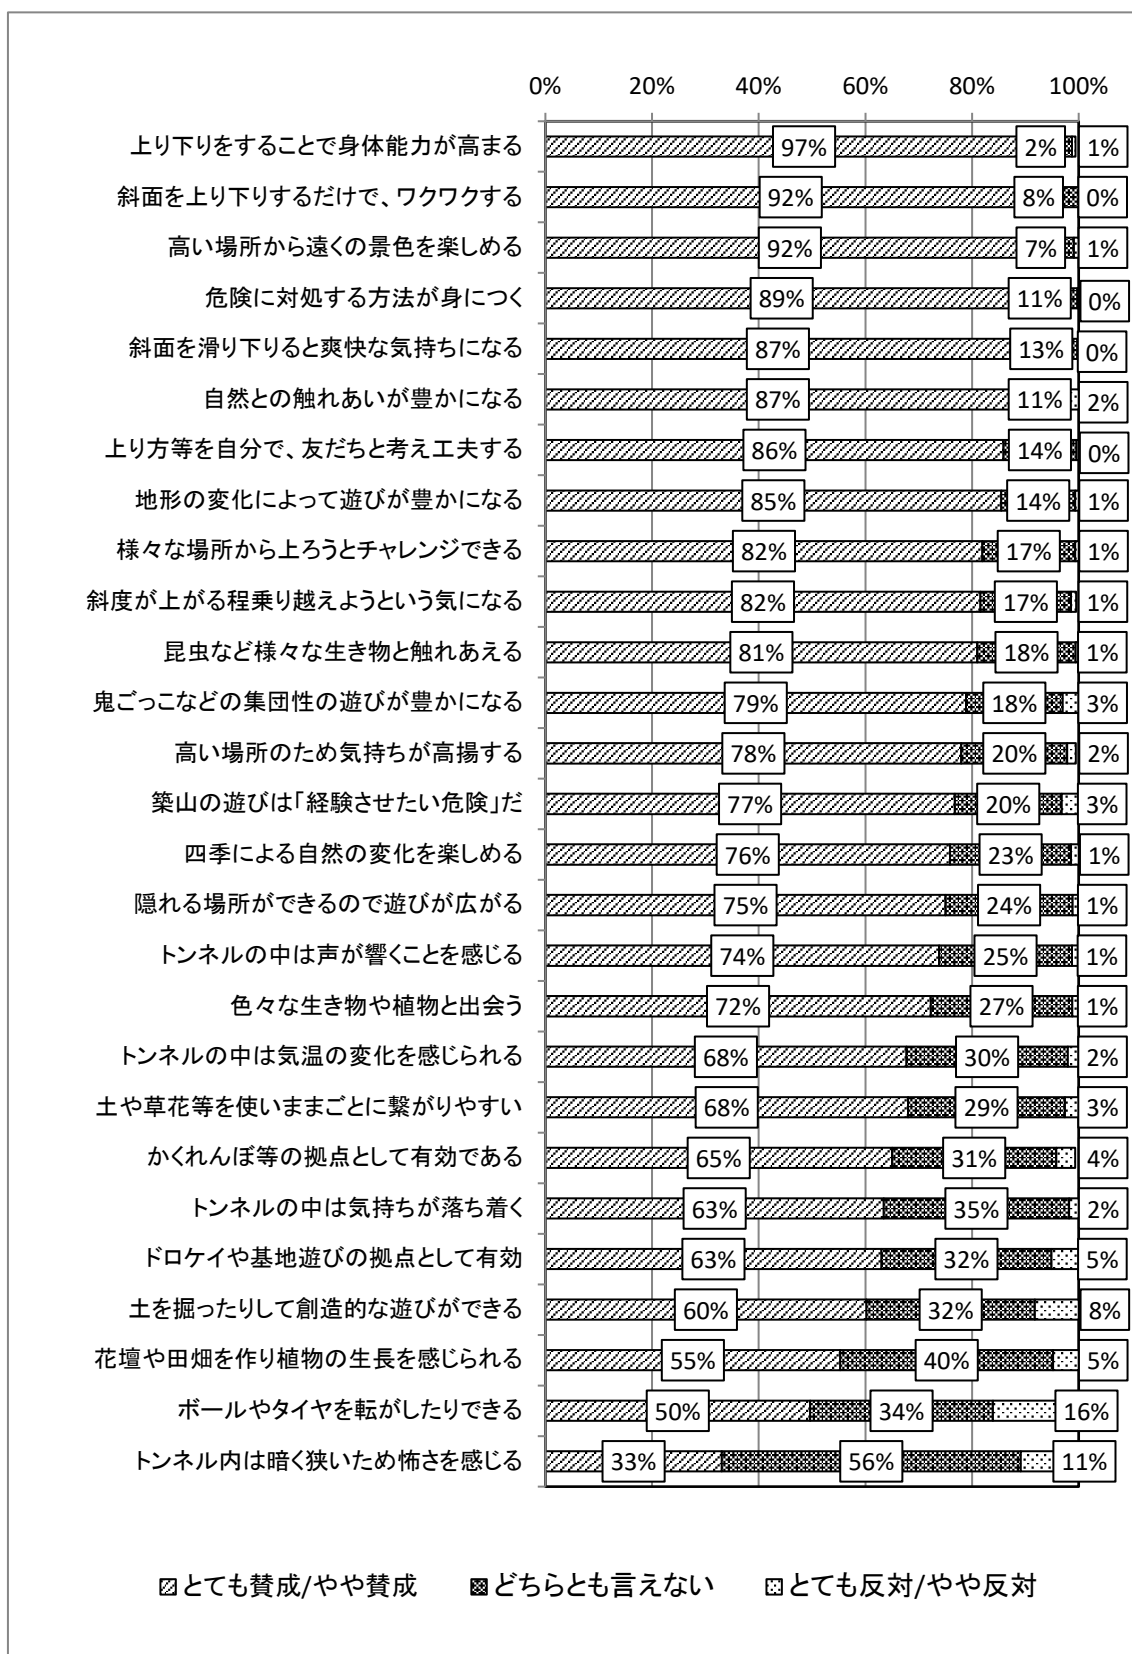 0% 20% 40% 60% 80% 100%
上り下りをすることで身体能力が高まる 97% 2% 1%
斜面を上り下りするだけで、ワクワクする 92% 8% 0%
高い場所から遠くの景色を楽しめる 92% 7% 1%
危険に対処する方法が身につく 89% 11% 0%
斜面を滑り下りると爽快な気持ちになる 87% 13% 0%
自然との触れあいが豊かになる 87% 11% 2%
上り方等を自分で、友だちと考え工夫する 86% 14% 0%
地形の変化によって遊びが豊かになる 85% 14% 1%
様々な場所から上ろうとチャレンジできる 82% 17% 1%
斜度が上がる程乗り越えようという気になる 82% 17% 1%
昆虫など様々な生き物と触れあえる 81% 18% 1%
鬼ごっこなどの集団性の遊びが豊かになる 79% 18% 3%
高い場所のため気持ちが高揚する 78% 20% 2%
築山の遊びは「経験させたい危険」だ 77% 20% 3%
四季による自然の変化を楽しめる 76% 23% 1%
隠れる場所ができるので遊びが広がる 75% 24% 1%
トンネルの中は声が響くことを感じる 74% 25% 1%
色々な生き物や植物と出会う 72% 27% 1%
トンネルの中は気温の変化を感じられる 68% 30% 2%
土や草花等を使いままごとに繋がりやすい 68% 29% 3%
かくれんぼ等の拠点として有効である 65% 31% 4%
トンネルの中は気持ちが落ち着く 63% 35% 2%
ドロケイや基地遊びの拠点として有効 63% 32% 5%
土を掘ったりして創造的な遊びができる 60% 32% 8%
花壇や田畑を作り植物の生長を感じられる 55% 40% 5%
ボールやタイヤを転がしたりできる 50% 34% 16%
トンネル内は暗く狭いため怖さを感じる 33% 56% 11%
とても賛成/やや賛成 どちらとも言えない とても反対/やや反対